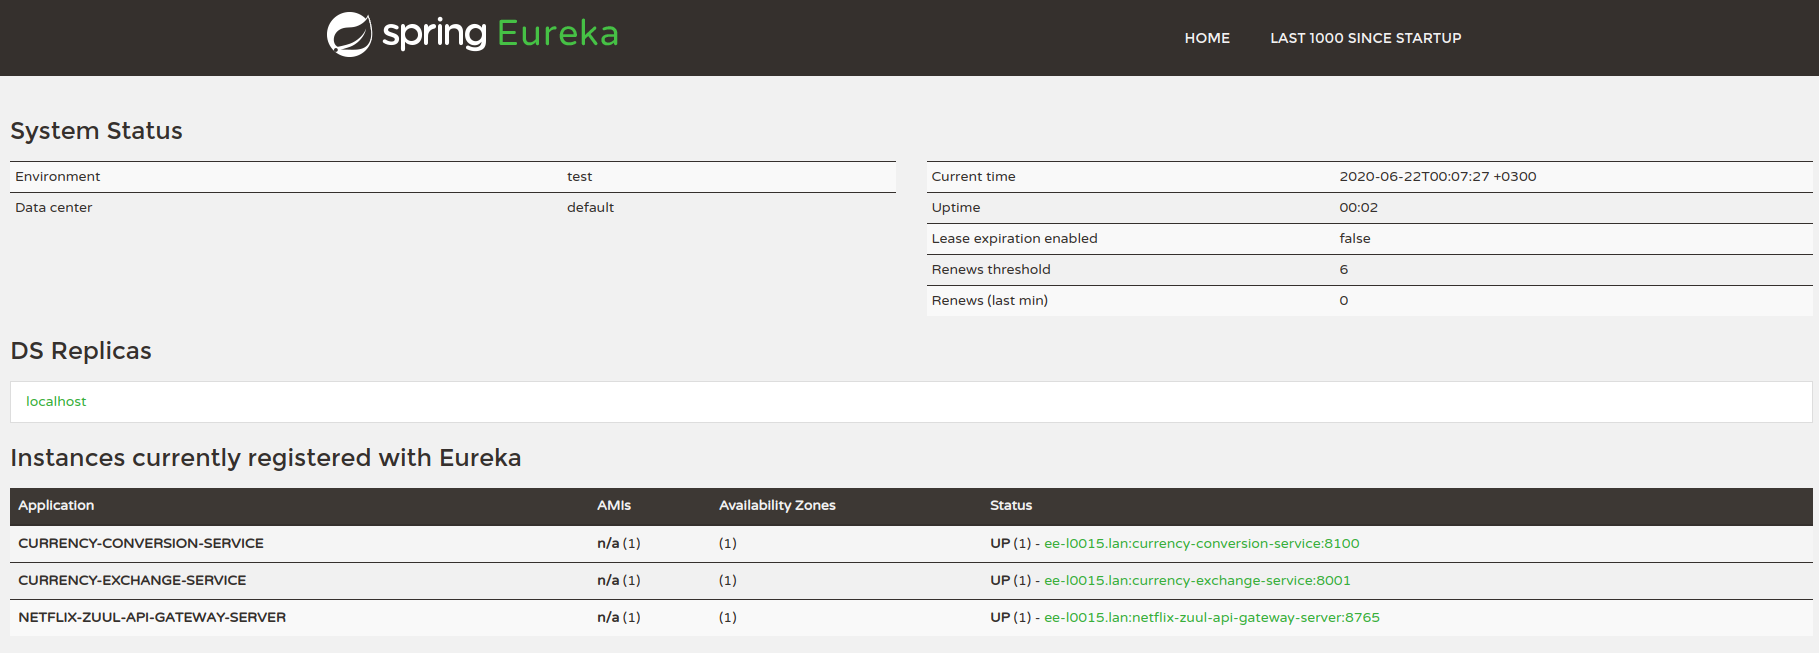 spring Eureka
HOME LAST 1000 SINCE STARTUP
System Status
Environment test
Data center default
Current time 2020-06-22T00:07:27 +0300
Uptime 00:02
Lease expiration enabled false
Renews threshold 6
Renews (last min) 0
DS Replicas
localhost
Instances currently registered with Eureka
Application AMIs Availability Zones Status
CURRENCY-CONVERSION-SERVICE n/a (1) (1) UP (1) - ee-l0015.lan:currency-conversion-service:8100
CURRENCY-EXCHANGE-SERVICE n/a (1) (1) UP (1) - ee-l0015.lan:currency-exchange-service:8001
NETFLIX-ZUUL-API-GATEWAY-SERVER n/a (1) (1) UP (1) - ee-l0015.lan:netflix-zuul-api-gateway-server:8765